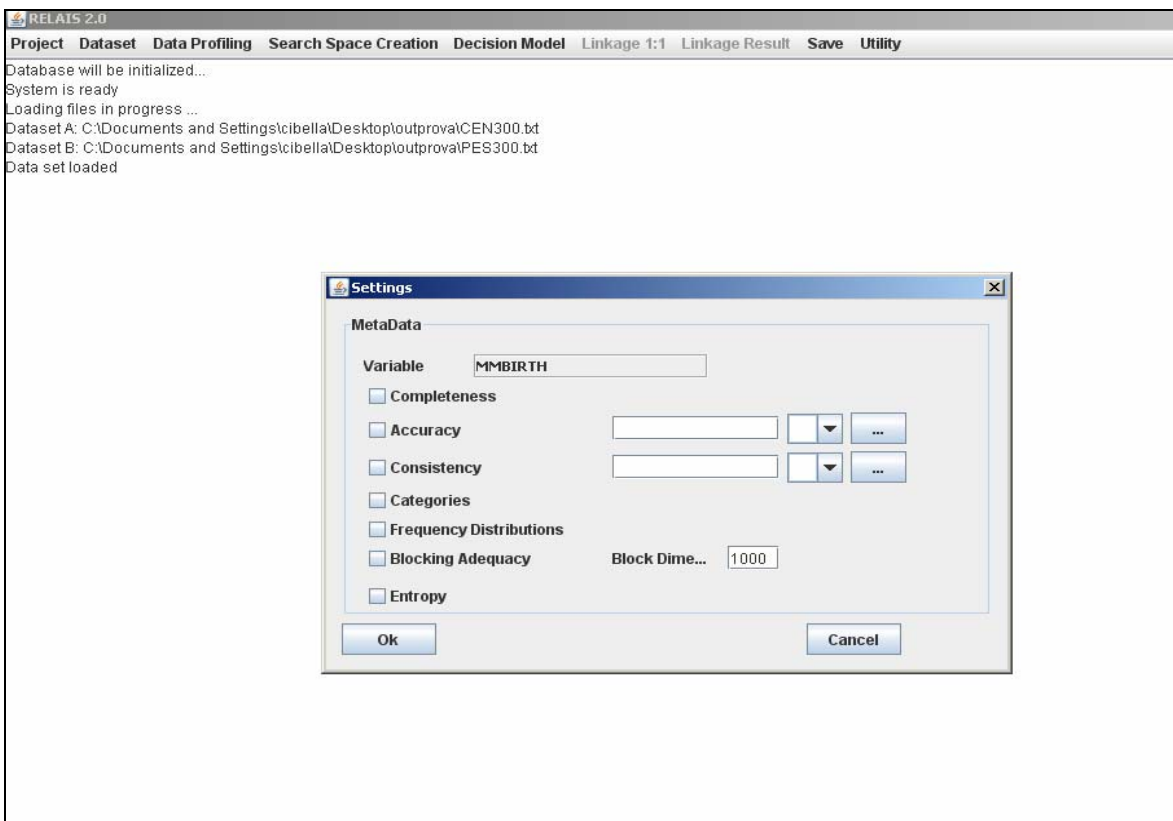 RELAIS 2.0
Project Dataset Data Profiling Search Space Creation Decision Model Linkage 1:1 Linkage Result Save Utility
Database will be initialized...
System is ready
Loading files in progress ...
Dataset A: C:\Documents and Settings\cibella\Desktop\outprova\CEN300.txt
Dataset B: C:\Documents and Settings\cibella\Desktop\outprova\PES300.txt
Data set loaded
Settings
MetaData
Variable MMBIRTH
Completeness
Accuracy ...
Consistency ...
Categories
Frequency Distributions
Blocking Adequacy Block Dime... 1000
Entropy
Ok Cancel